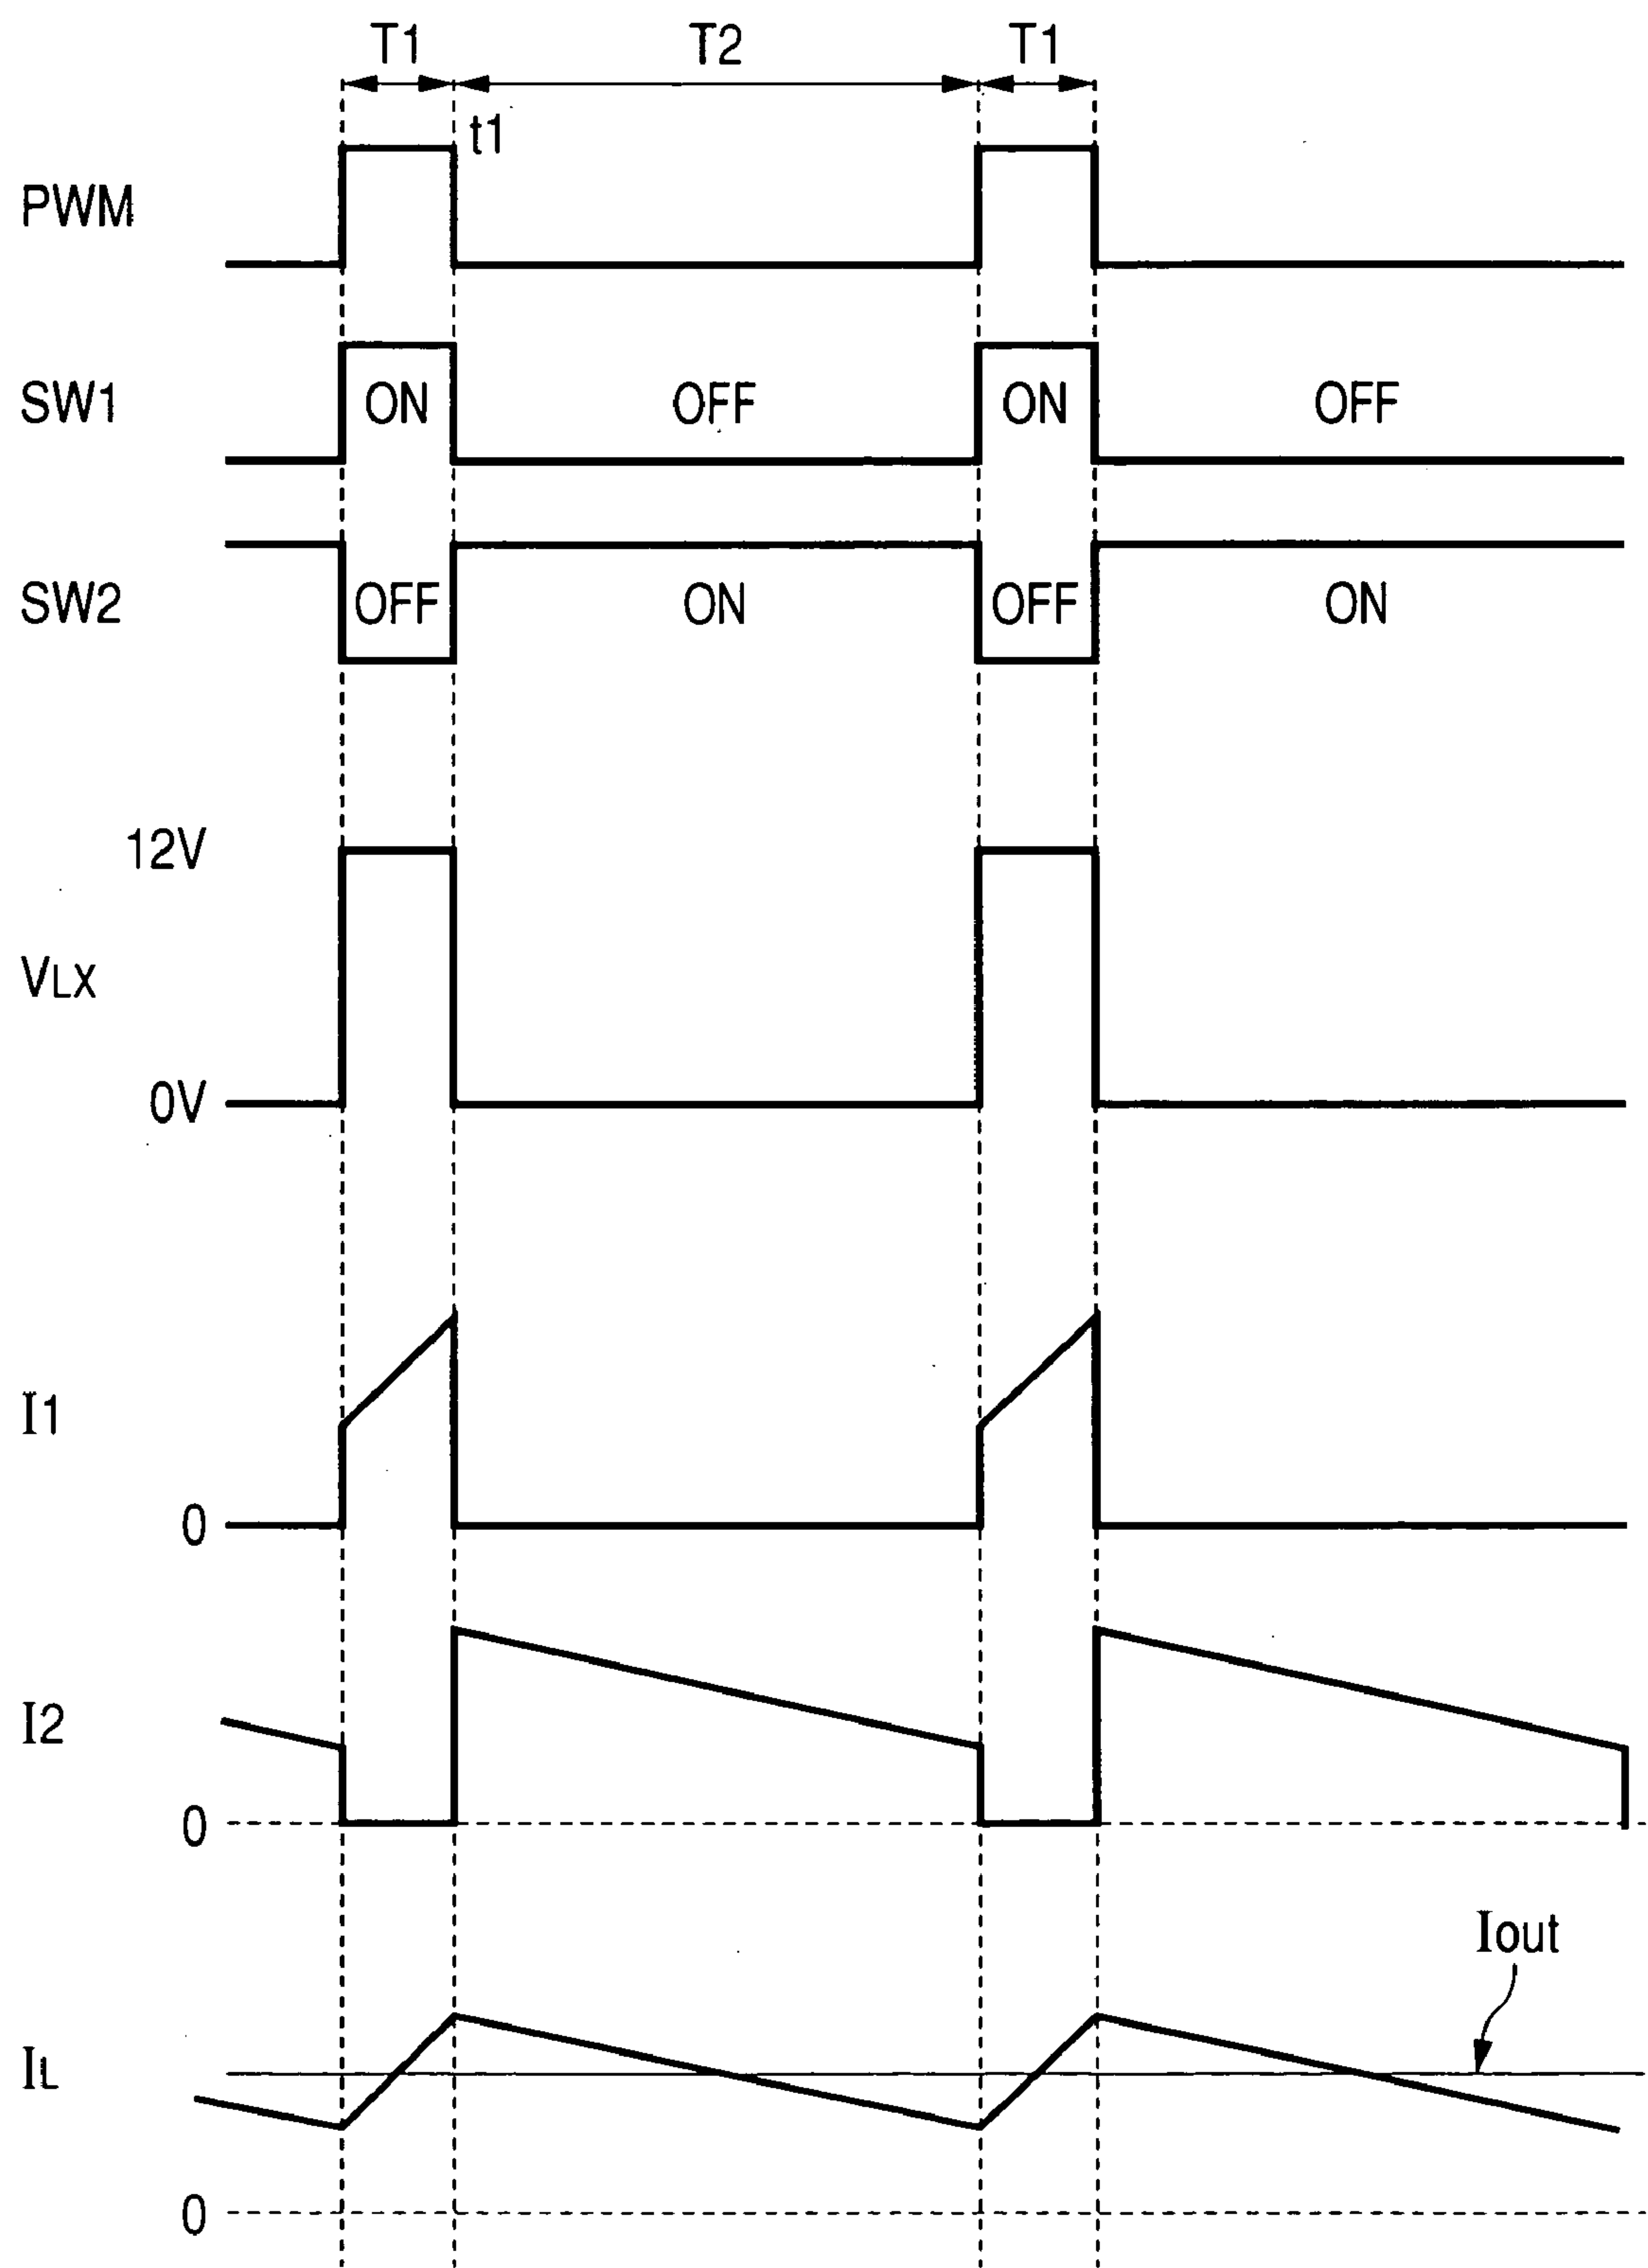 T1 T2 T1
t1
PWM
SW1 ON OFF ON OFF
SW2 OFF ON OFF ON
12V
VLX
0V
I1
0
I2
0
Iout
IL
0